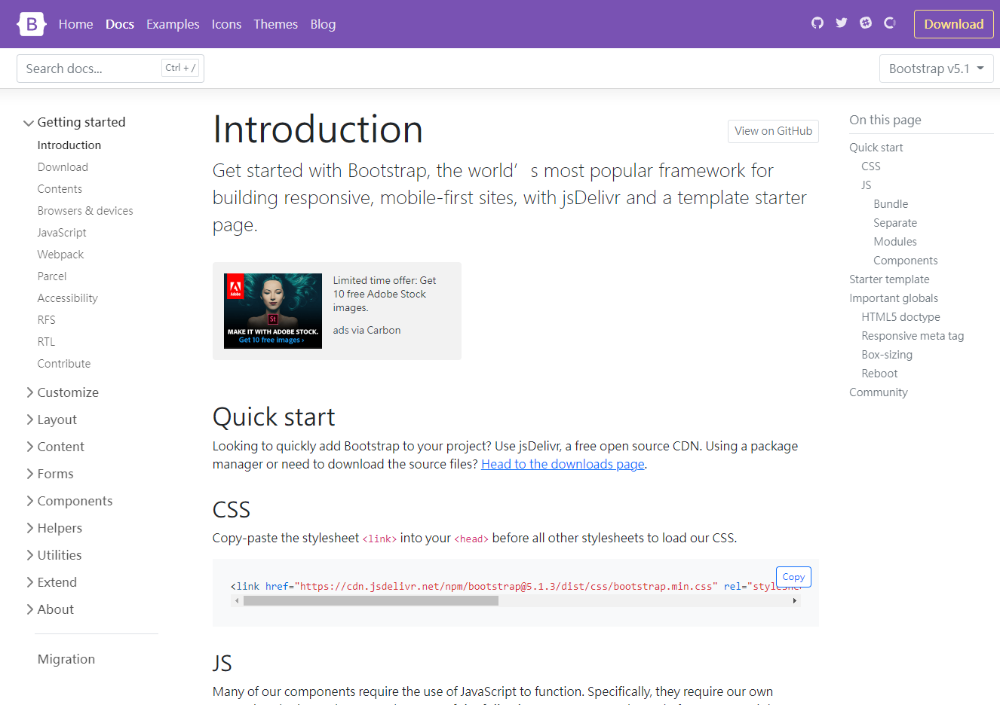 B Home Docs Examples Icons Themes Blog Download
Search docs... Ctrl + / Bootstrap v5.1
Getting started
Introduction
Download
Contents
Browsers & devices
JavaScript
Webpack
Parcel
Accessibility
RFS
RTL
Contribute
Customize
Layout
Content
Forms
Components
Helpers
Utilities
Extend
About
Migration
Introduction
View on GitHub
Get started with Bootstrap, the world’s most popular framework for
building responsive, mobile-first sites, with jsDelivr and a template starter
page.
Adobe
St
MAKE IT WITH ADOBE STOCK.
Get 10 free images ›
Limited time offer: Get
10 free Adobe Stock
images.
ads via Carbon
Quick start
Looking to quickly add Bootstrap to your project? Use jsDelivr, a free open source CDN. Using a package
manager or need to download the source files? Head to the downloads page.
CSS
Copy-paste the stylesheet <link> into your <head> before all other stylesheets to load our CSS.
Copy
<link href="https://cdn.jsdelivr.net/npm/bootstrap@5.1.3/dist/css/bootstrap.min.css" rel="styleshe
JS
Many of our components require the use of JavaScript to function. Specifically, they require our own
On this page
Quick start
CSS
JS
Bundle
Separate
Modules
Components
Starter template
Important globals
HTML5 doctype
Responsive meta tag
Box-sizing
Reboot
Community